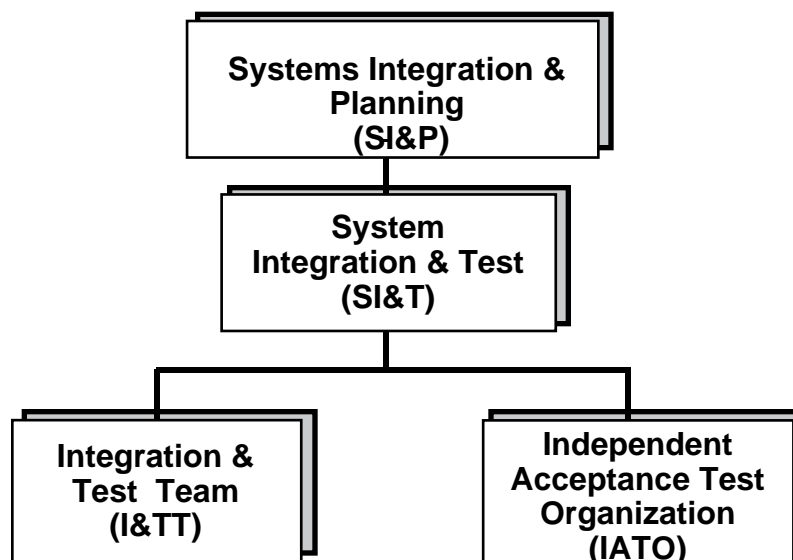 Systems Integration &
Planning
(SI&P)
System
Integration & Test
(SI&T)
Integration &
Test Team
(I&TT)
Independent
Acceptance Test
Organization
(IATO)